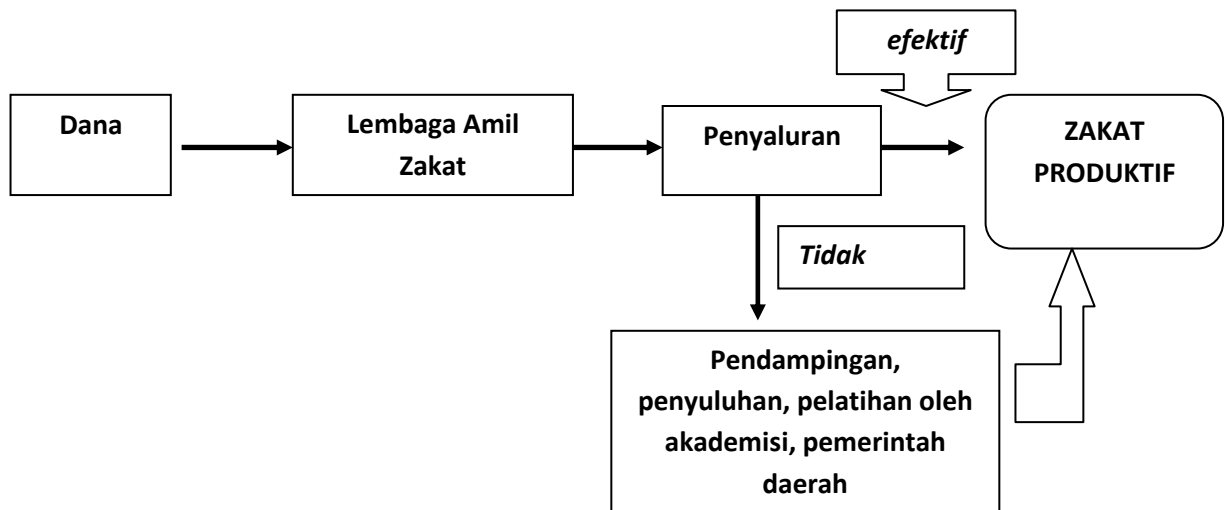 efektif
Dana
Lembaga Amil
Zakat
Penyaluran
ZAKAT
PRODUKTIF
Tidak
Pendampingan,
penyuluhan, pelatihan oleh
akademisi, pemerintah
daerah